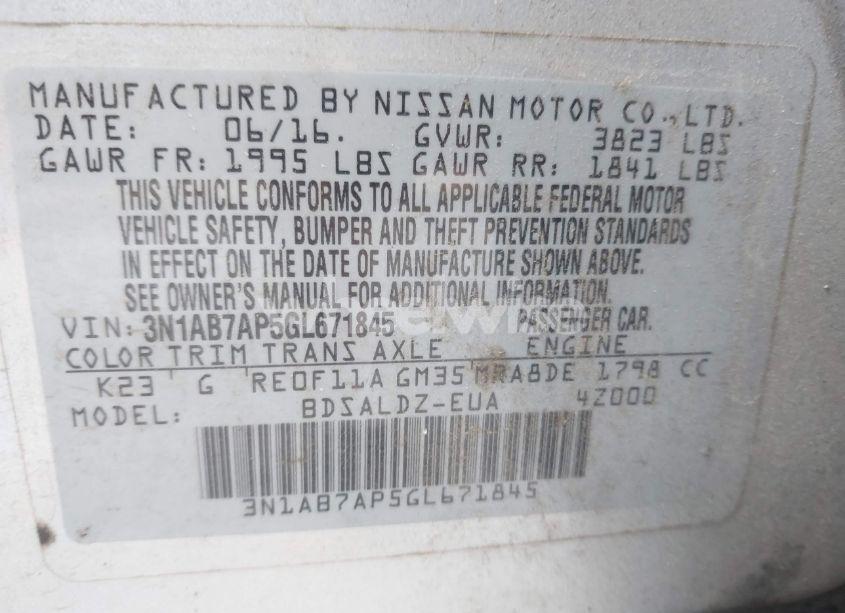 MANUFACTURED BY NISSAN MOTOR CO., LTD.
DATE: 06/16. GVWR: 3823 LBS
GAWR FR: 1995 LBS GAWR RR: 1841 LBS
THIS VEHICLE CONFORMS TO ALL APPLICABLE FEDERAL MOTOR
VEHICLE SAFETY, BUMPER AND THEFT PREVENTION STANDARDS
IN EFFECT ON THE DATE OF MANUFACTURE SHOWN ABOVE.
SEE OWNER'S MANUAL FOR ADDITIONAL INFORMATION.
VIN: 3N1AB7AP5GL671845 PASSENGER CAR.
COLOR TRIM TRANS AXLE ENGINE
K23 G RE0F11A GM35 MRA8DE 1798 CC
MODEL: BDSALDZ-EUA 4Z000
3N1AB7AP5GL671845